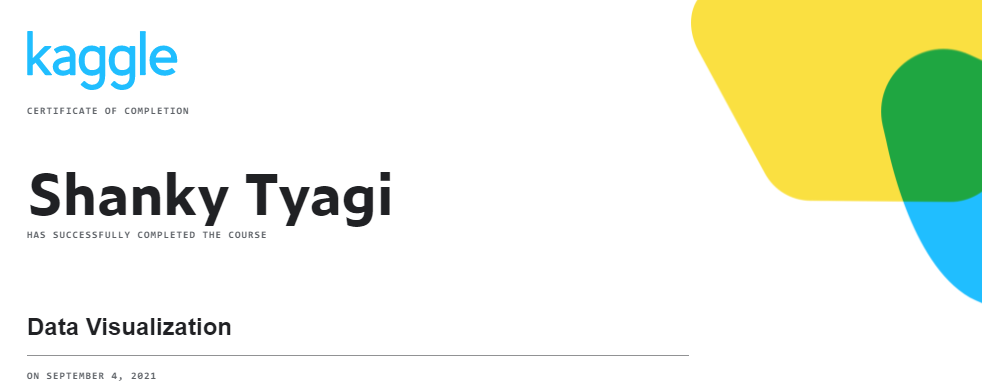 kaggle
CERTIFICATE OF COMPLETION
Shanky Tyagi
HAS SUCCESSFULLY COMPLETED THE COURSE
Data Visualization
ON SEPTEMBER 4, 2021